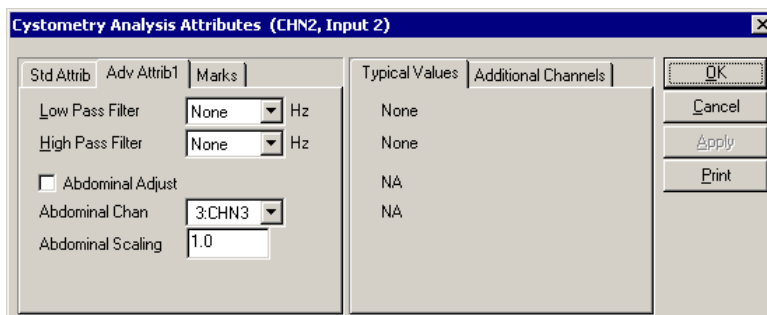 Cystometry Analysis Attributes (CHN2, Input 2)
Std Attrib Adv Attrib1 Marks
Low Pass Filter None Hz
High Pass Filter None Hz
Abdominal Adjust
Abdominal Chan 3:CHN3
Abdominal Scaling 1.0
Typical Values Additional Channels
None
None
NA
NA
OK
Cancel
Apply
Print